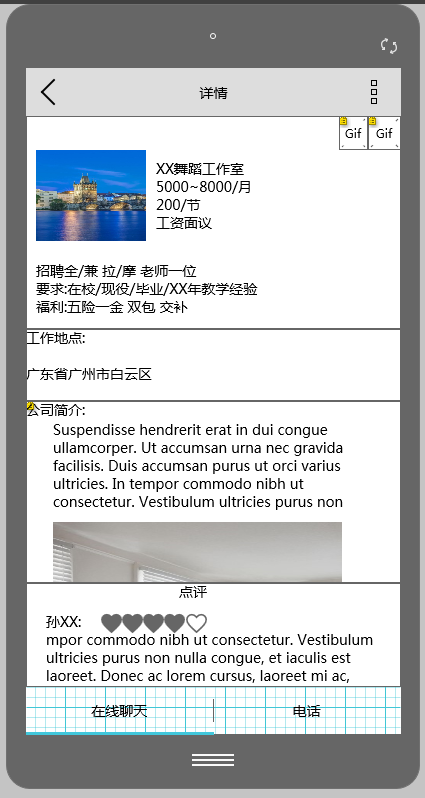 详情
Gif Gif
XX舞蹈工作室
5000~8000/月
200/节
工资面议
招聘全/兼 拉/摩 老师一位
要求:在校/现役/毕业/XX年教学经验
福利:五险一金 双包 交补
工作地点:
广东省广州市白云区
公司简介:
Suspendisse hendrerit erat in dui congue
ullamcorper. Ut accumsan urna nec gravida
facilisis. Duis accumsan purus ut orci varius
ultricies. In tempor commodo nibh ut
consectetur. Vestibulum ultricies purus non
点评
孙XX:
mpor commodo nibh ut consectetur. Vestibulum
ultricies purus non nulla congue, et iaculis est
laoreet. Donec ac lorem cursus, laoreet mi ac,
在线聊天 电话